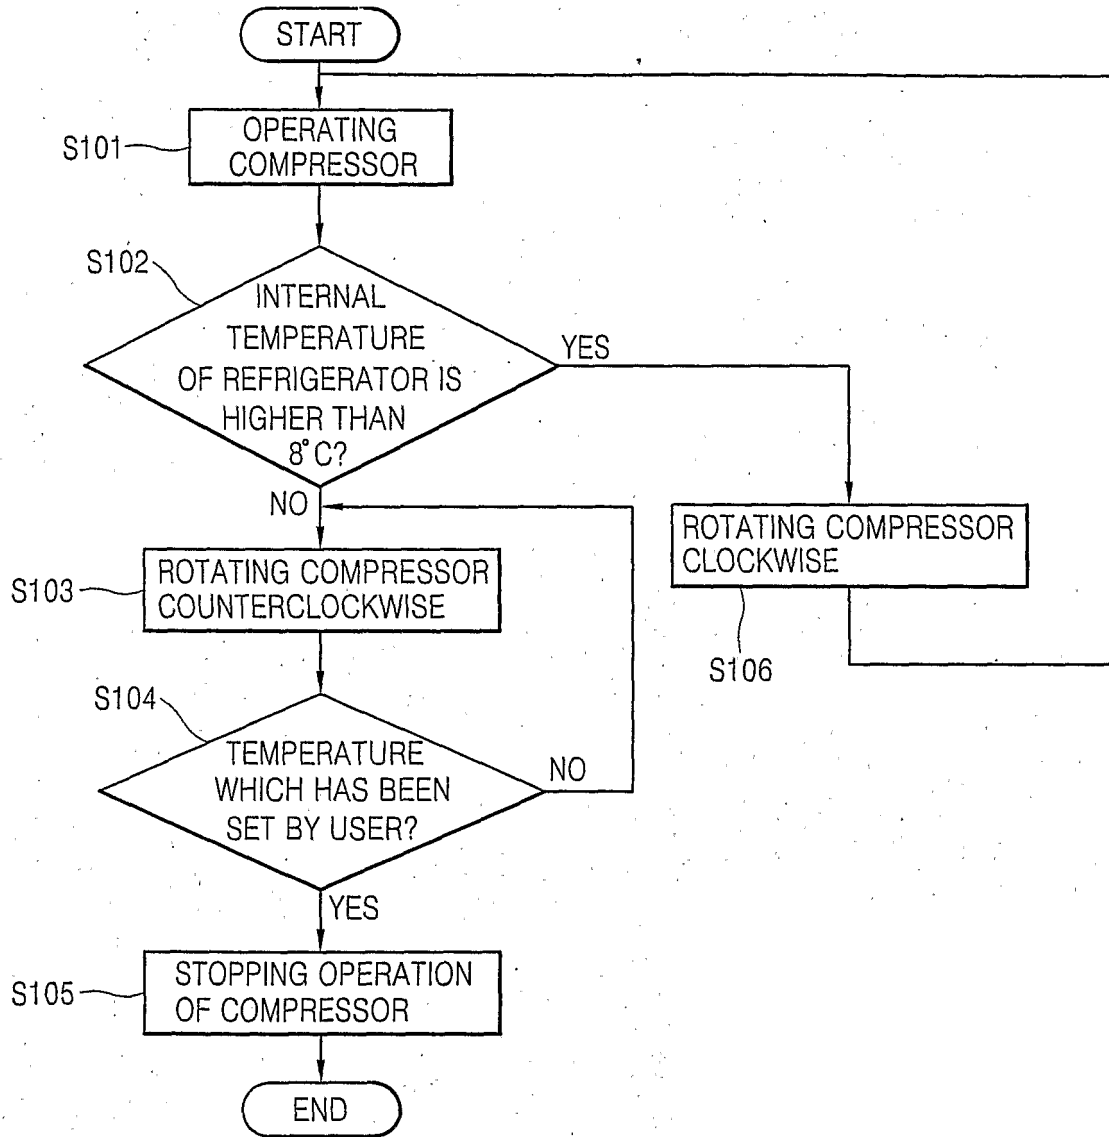 START
S101
OPERATING
COMPRESSOR
S102
INTERNAL
TEMPERATURE
OF REFRIGERATOR IS
HIGHER THAN
8°C?
YES
NO
S103
ROTATING COMPRESSOR
COUNTERCLOCKWISE
ROTATING COMPRESSOR
CLOCKWISE
S106
S104
TEMPERATURE
WHICH HAS BEEN
SET BY USER?
NO
YES
S105
STOPPING OPERATION
OF COMPRESSOR
END